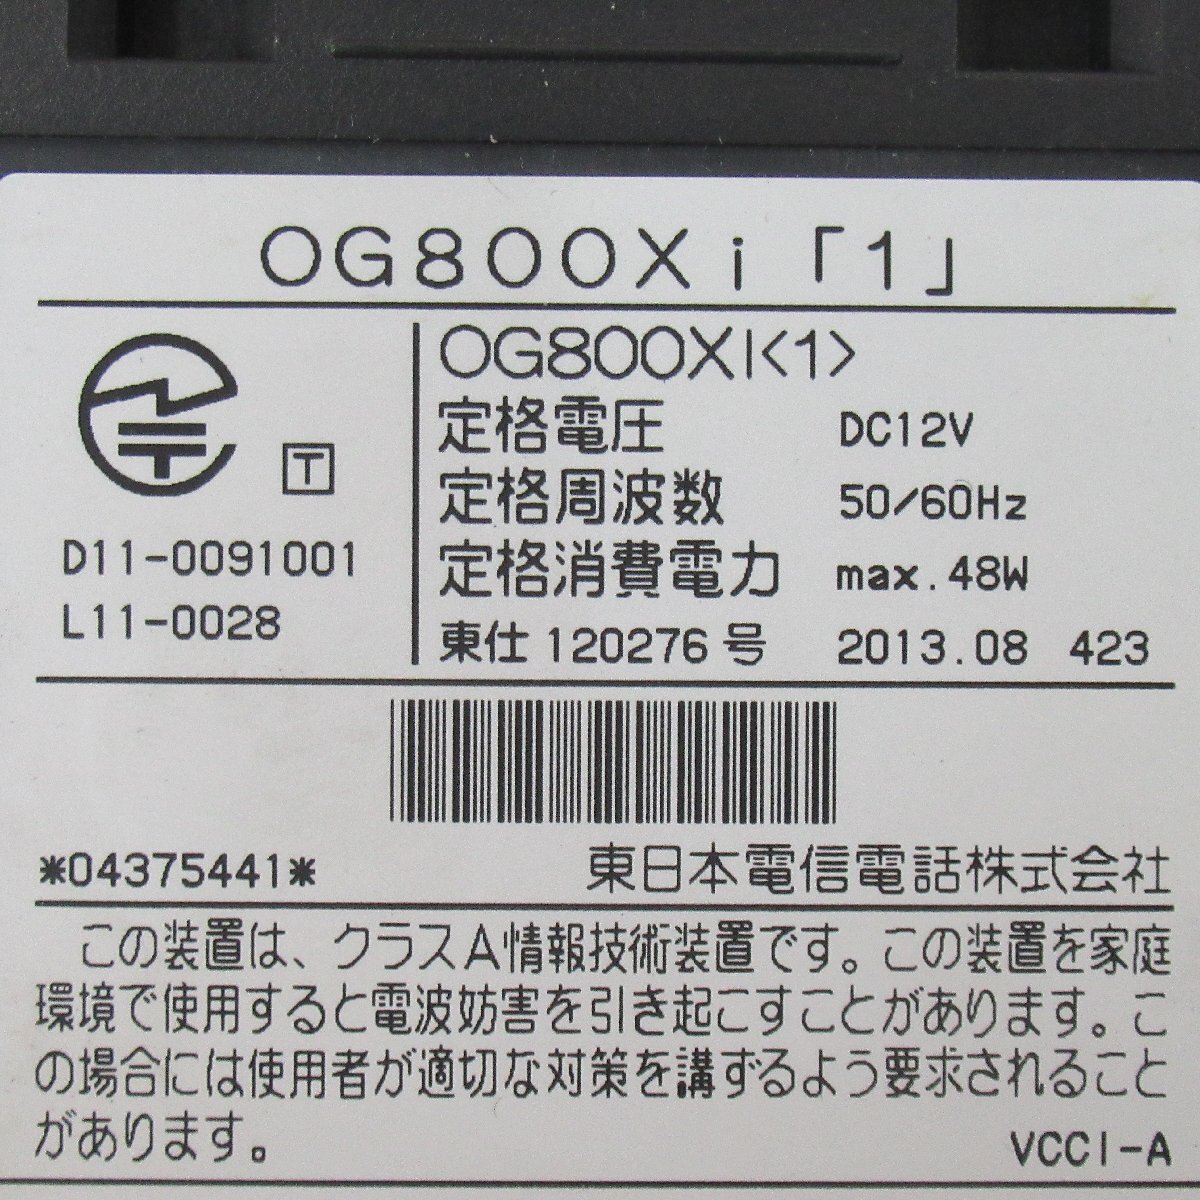 OG800Xi「1」
OG800XI<1>
定格電圧 DC12V
定格周波数 50/60Hz
定格消費電力 max.48W
東仕120276号 2013.08 423
T
D11-0091001
L11-0028
*04375441*
東日本電信電話株式会社
この装置は、クラスA情報技術装置です。この装置を家庭
環境で使用すると電波妨害を引き起こすことがあります。こ
の場合には使用者が適切な対策を講ずるよう要求されること
があります。
VCCI-A